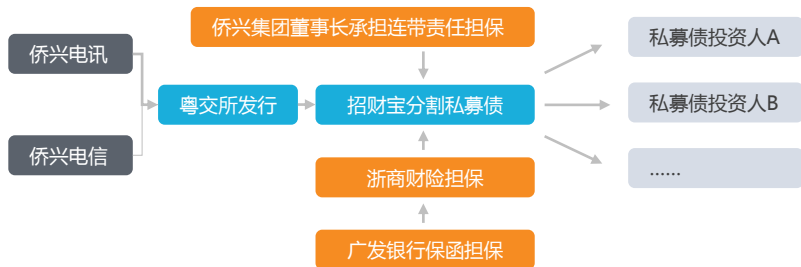 侨兴集团董事长承担连带责任担保
私募债投资人A
侨兴电讯
粤交所发行
招财宝分割私募债
私募债投资人B
侨兴电信
浙商财险担保
......
广发银行保函担保